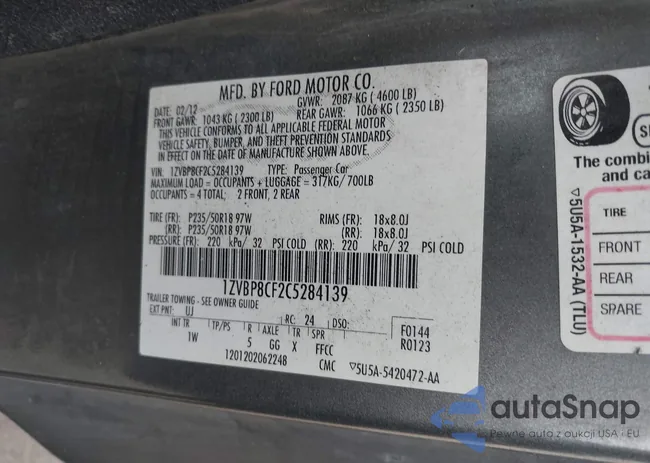 MFD. BY FORD MOTOR CO.
DATE: 02/12 GVWR: 2087 KG ( 4600 LB)
FRONT GAWR: 1043 KG ( 2300 LB) REAR GAWR: 1066 KG ( 2350 LB)
THIS VEHICLE CONFORMS TO ALL APPLICABLE FEDERAL MOTOR
VEHICLE SAFETY, BUMPER, AND THEFT PREVENTION STANDARDS
IN EFFECT ON THE DATE OF MANUFACTURE SHOWN ABOVE.
VIN: 1ZVBP8CF2C5284139 TYPE: Passenger Car
MAXIMUM LOAD = OCCUPANTS + LUGGAGE = 317KG/700LB
OCCUPANTS = 4 TOTAL: 2 FRONT, 2 REAR
TIRE (FR): P235/50R18 97W RIMS (FR): 18x8.0J
(RR): P235/50R18 97W (RR): 18x8.0J
PRESSURE (FR): 220 kPa/ 32 PSI COLD (RR): 220 kPa/ 32 PSI COLD
1ZVBP8CF2C5284139
TRAILER TOWING - SEE OWNER GUIDE
EXT PNT: UJ RC: 24 DSO:
F0144
R0123
INT TR TP/PS R AXLE TR SPR
1W 5 GG X FFCC
1201202062248 CMC ▽5U5A-5420472-AA
The combin
and ca
TIRE
FRONT
REAR
SPARE
▽5U5A-1532-AA (TLU)
autaSnap
Pewne auto z aukcji USA i EU